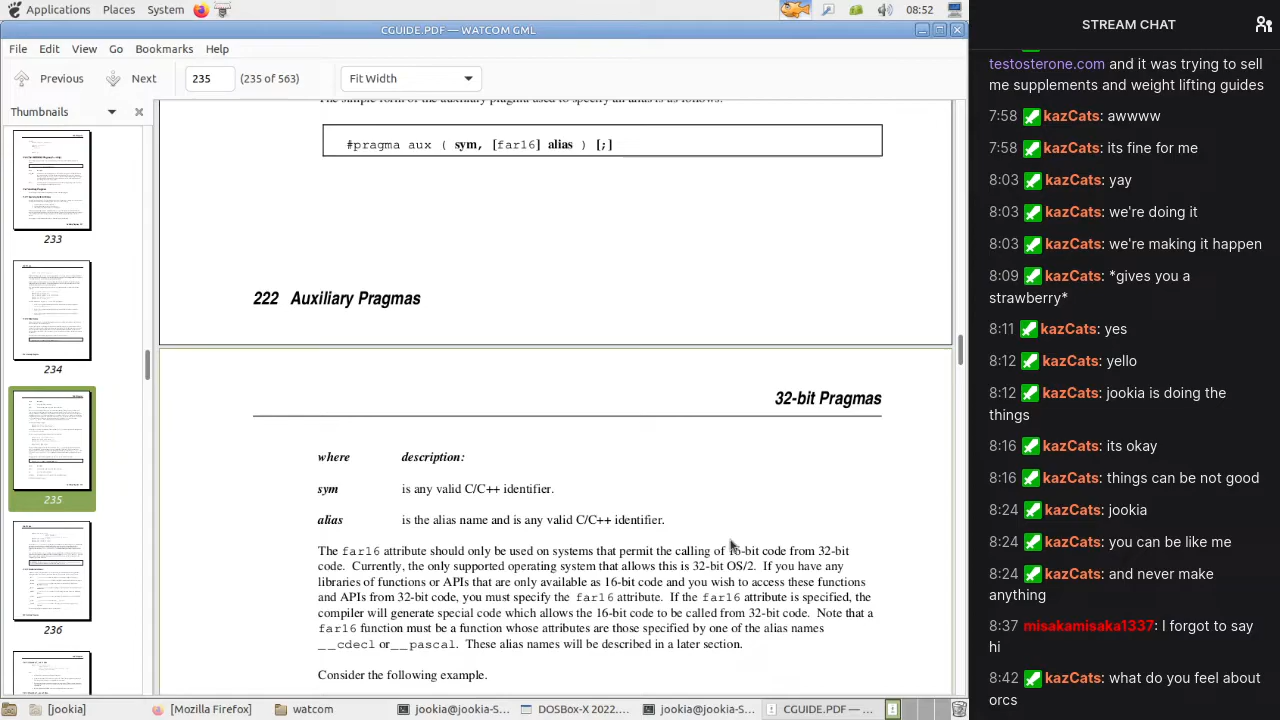 Applications Places System 08:52
CGUIDE.PDF — WATCOM GML
File Edit View Go Bookmarks Help
Previous Next 235 (235 of 563) Fit Width
Thumbnails
233
234
235
236
The simple form of the auxiliary pragma used to specify an alias is as follows:
#pragma aux ( sym, [far16] alias ) [;]
222 Auxiliary Pragmas
32-bit Pragmas
where description:
sym is any valid C/C++ identifier.
alias is the alias name and is any valid C/C++ identifier.
The far16 attribute should only be used on systems that permit the calling of 16-bit code from 32-bit
code. Currently, the only supported operating system that allows this is 32-bit OS/2. If you have any
libraries of functions or APIs that are only available as 16-bit code and you wish to access these functions
and APIs from 32-bit code, you must specify the far16 attribute. If the far16 attribute is specified, the
compiler will generate special code which allows the 16-bit code to be called from 32-bit code. Note that a
far16 function must be a function whose attributes are those specified by one of the alias names
__cdecl or __pascal. These alias names will be described in a later section.
Consider the following example.
[jookia] [Mozilla Firefox] watcom jookia@jookia-S... DOSBox-X 2022.... jookia@jookia-S... CGUIDE.PDF — ...
STREAM CHAT
testosterone.com and it was trying to sell
me supplements and weight lifting guides
7:58 kazCats: awwww
7:58 kazCats: its fine for me
8:03 kazCats: yay
8:03 kazCats: we're doing it
8:03 kazCats: we're making it happen
8:09 kazCats: *gives you a
strawberry*
8:11 kazCats: yes
8:12 kazCats: yello
8:12 kazCats: jookia is doing the
things
8:16 kazCats: its okay
8:16 kazCats: things can be not good
8:24 kazCats: jookia
8:24 kazCats: you can be like me
8:24 kazCats: and never make
anything
8:37 misakamisaka1337: I forgot to say
hi
8:42 kazCats: what do you feel about
orcs